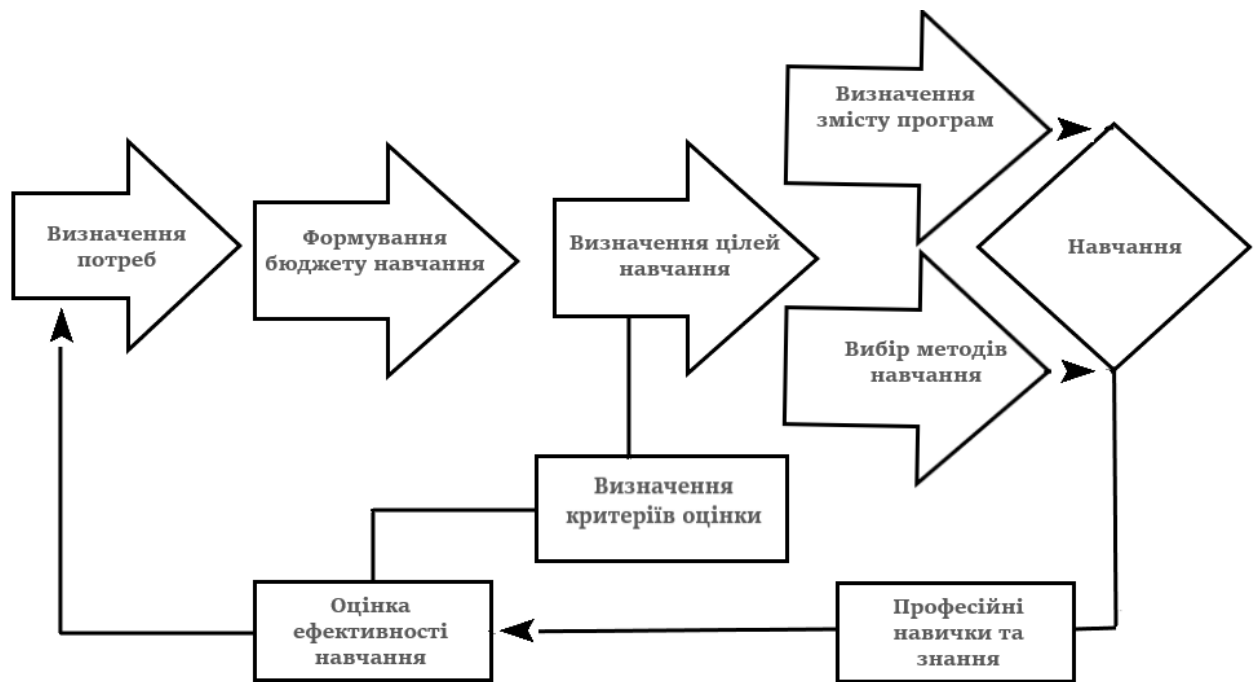 Визначення
потреб
Формування
бюджету навчання
Визначення цілей
навчання
Визначення
змісту програм
Вибір методів
навчання
Навчання
Визначення
критеріїв оцінки
Оцінка
ефективності
навчання
Професійні
навички та
знання